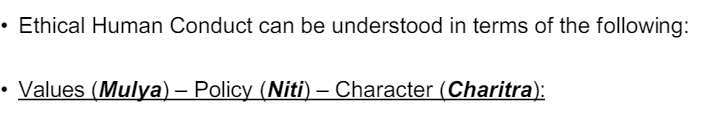 • Ethical Human Conduct can be understood in terms of the following:
• Values (Mulya) – Policy (Niti) – Character (Charitra):